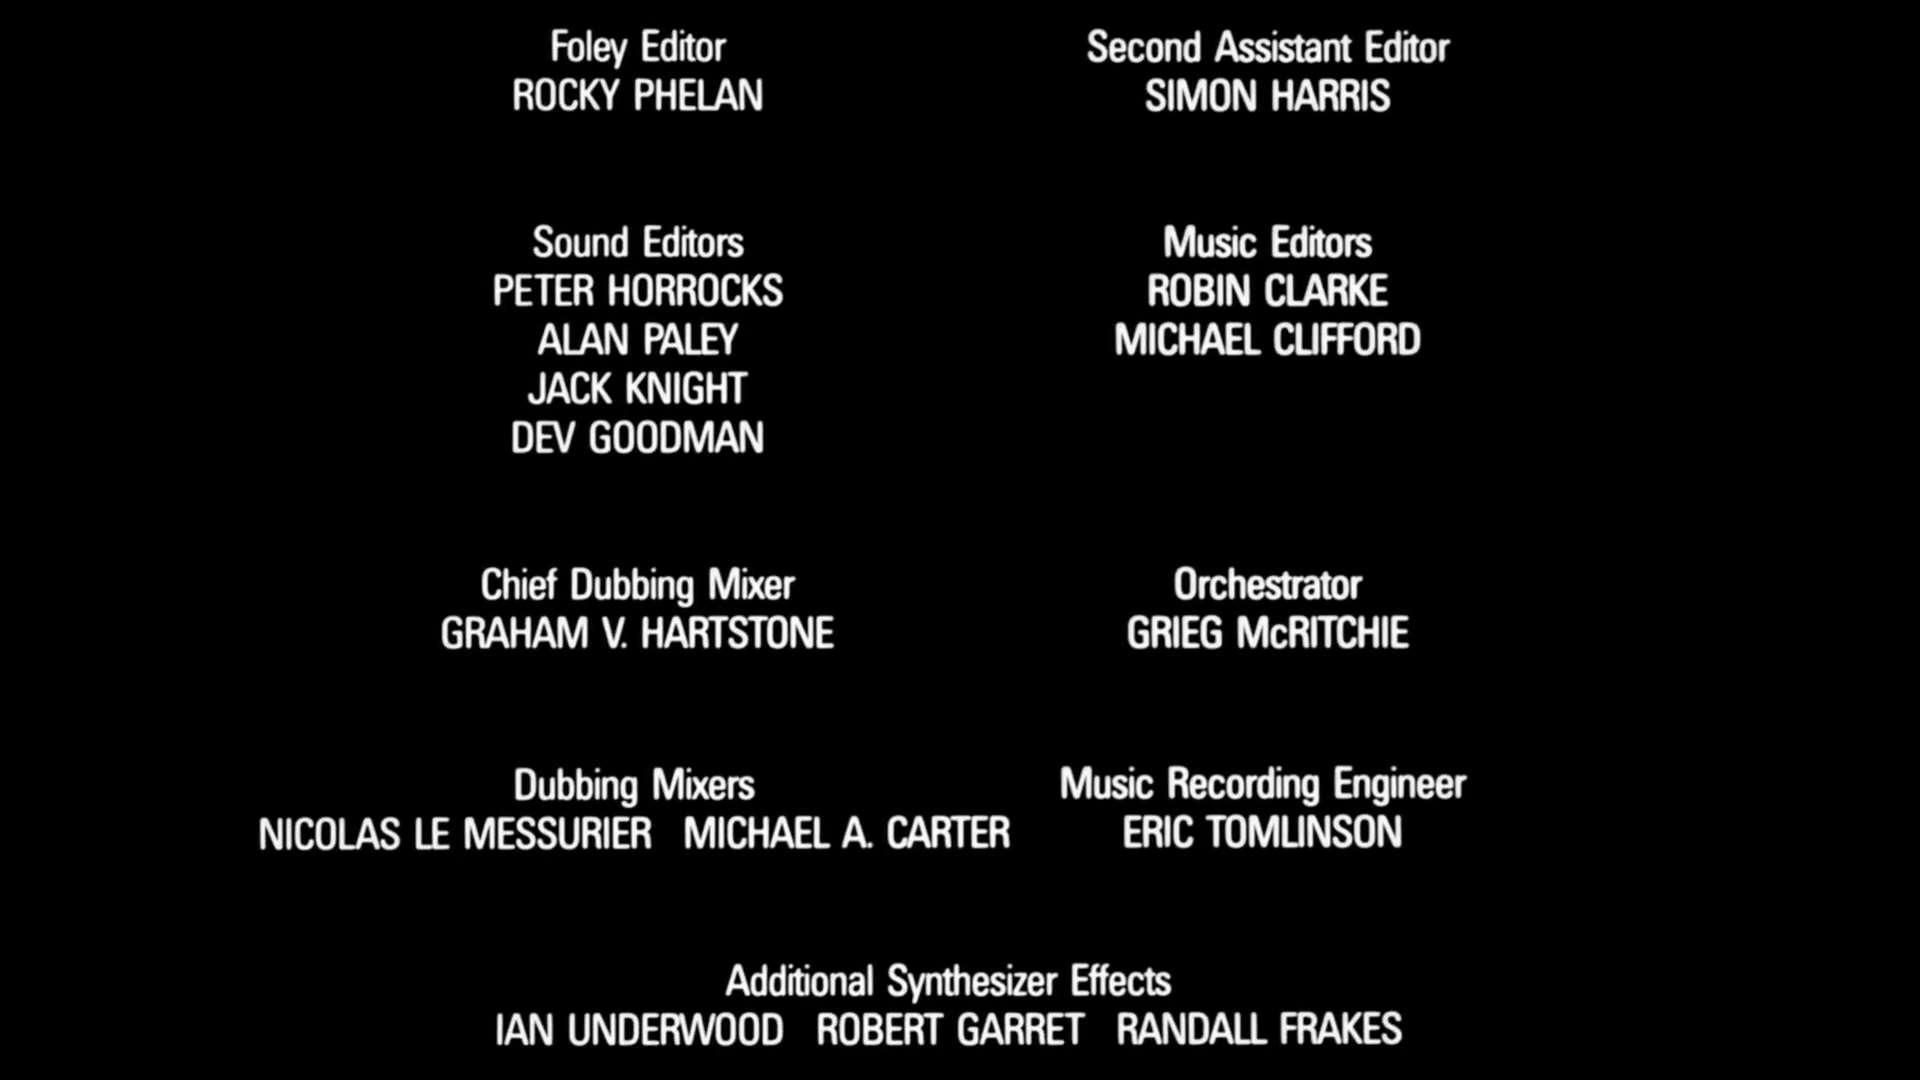 Foley Editor
ROCKY PHELAN
Second Assistant Editor
SIMON HARRIS
Sound Editors
PETER HORROCKS
ALAN PALEY
JACK KNIGHT
DEV GOODMAN
Music Editors
ROBIN CLARKE
MICHAEL CLIFFORD
Chief Dubbing Mixer
GRAHAM V. HARTSTONE
Orchestrator
GRIEG McRITCHIE
Dubbing Mixers
NICOLAS LE MESSURIER MICHAEL A. CARTER
Music Recording Engineer
ERIC TOMLINSON
Additional Synthesizer Effects
IAN UNDERWOOD ROBERT GARRET RANDALL FRAKES